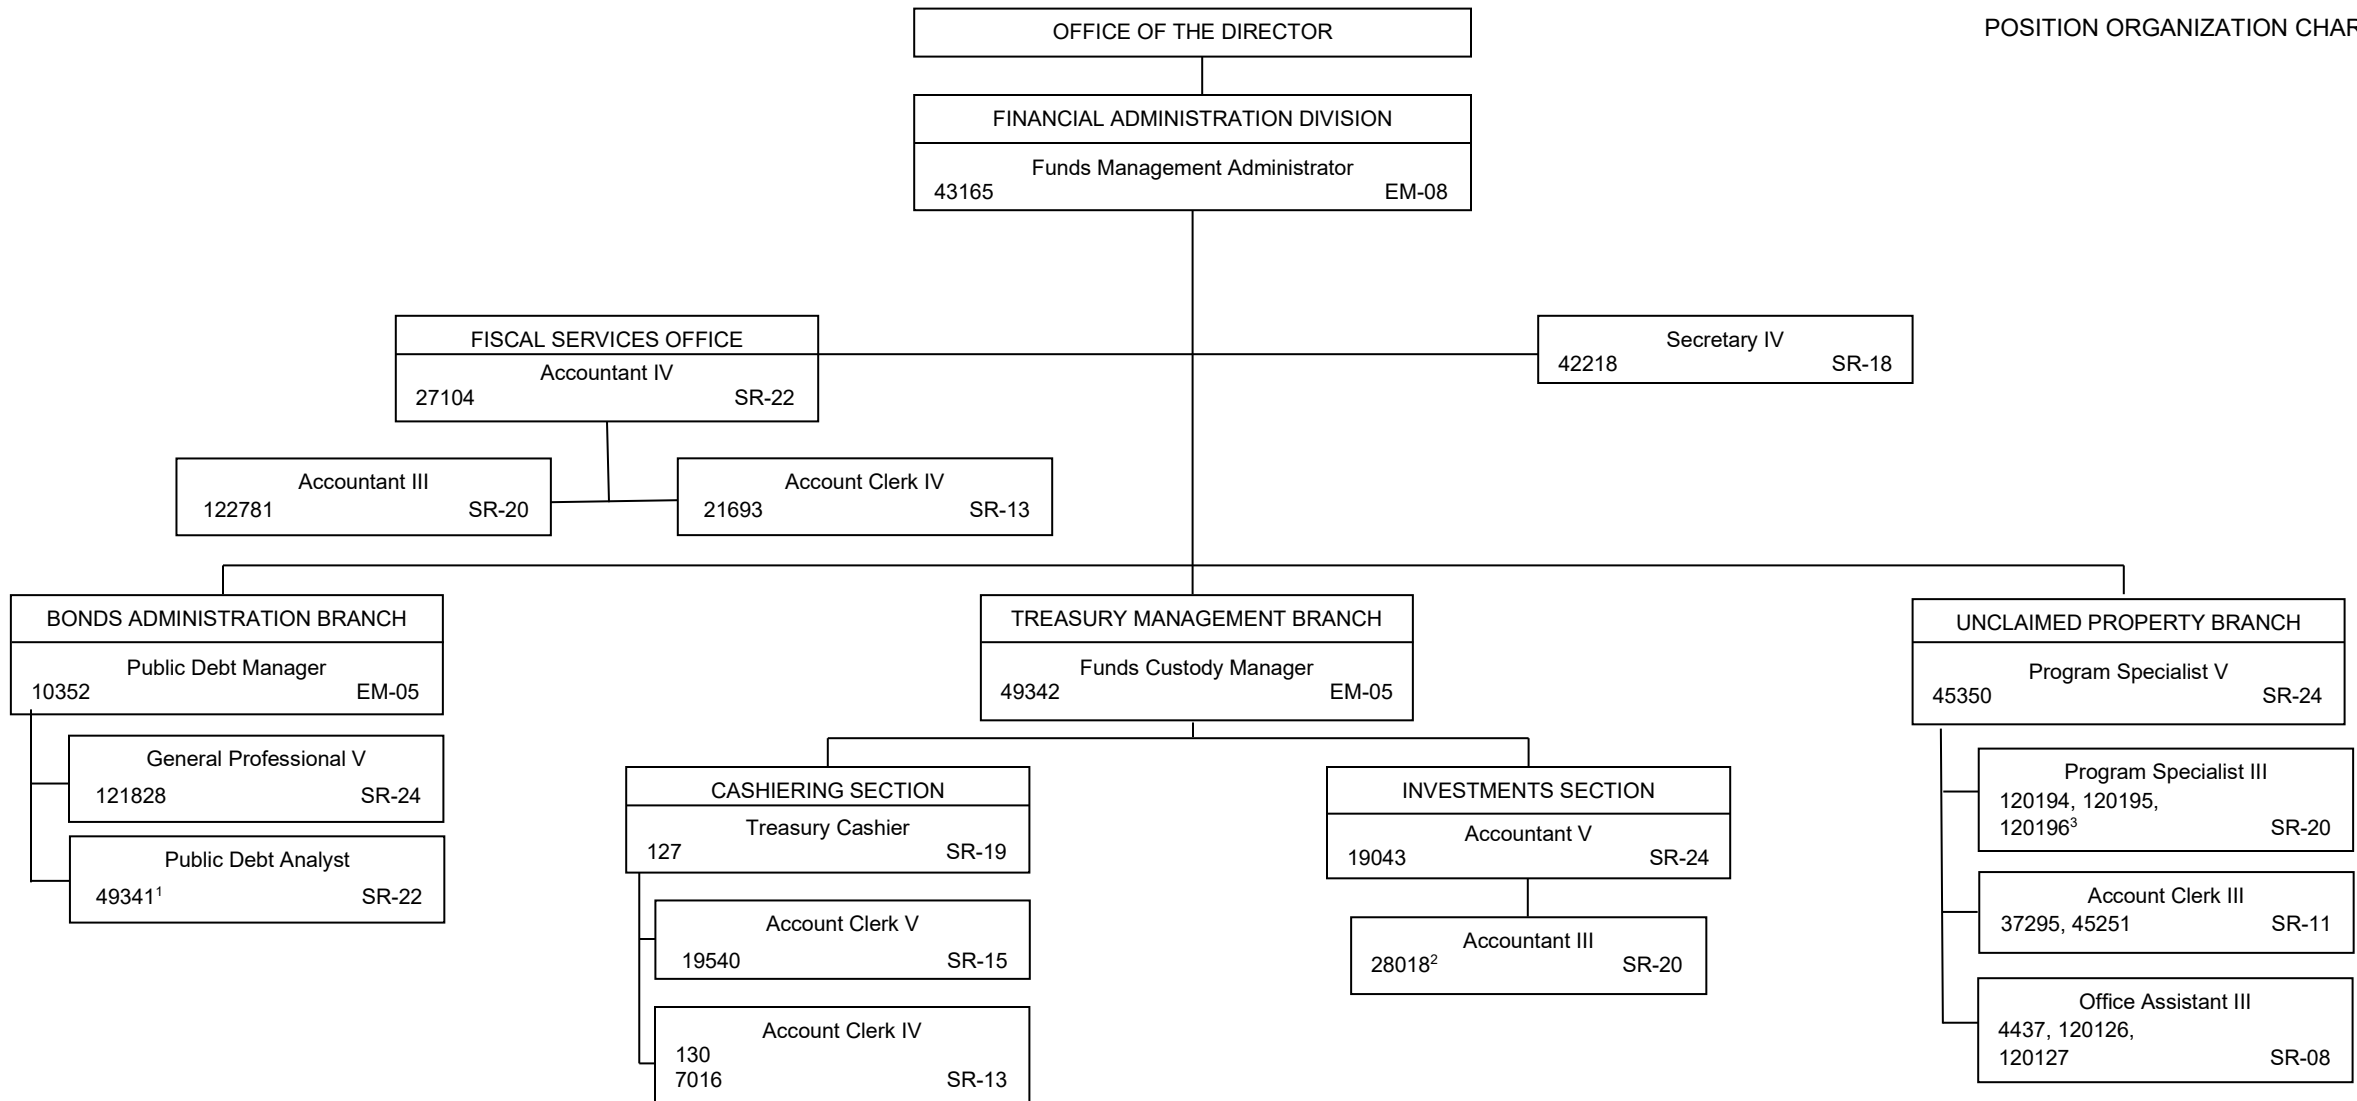 POSITION ORGANIZATION CHAR
OFFICE OF THE DIRECTOR
FINANCIAL ADMINISTRATION DIVISION
Funds Management Administrator
43165 EM-08
FISCAL SERVICES OFFICE
Accountant IV
27104 SR-22
Secretary IV
42218 SR-18
Accountant III
122781 SR-20
Account Clerk IV
21693 SR-13
BONDS ADMINISTRATION BRANCH
Public Debt Manager
10352 EM-05
General Professional V
121828 SR-24
Public Debt Analyst
49341¹ SR-22
TREASURY MANAGEMENT BRANCH
Funds Custody Manager
49342 EM-05
CASHIERING SECTION
Treasury Cashier
127 SR-19
Account Clerk V
19540 SR-15
Account Clerk IV
130
7016 SR-13
INVESTMENTS SECTION
Accountant V
19043 SR-24
Accountant III
28018² SR-20
UNCLAIMED PROPERTY BRANCH
Program Specialist V
45350 SR-24
Program Specialist III
120194, 120195,
120196³ SR-20
Account Clerk III
37295, 45251 SR-11
Office Assistant III
4437, 120126,
120127 SR-08